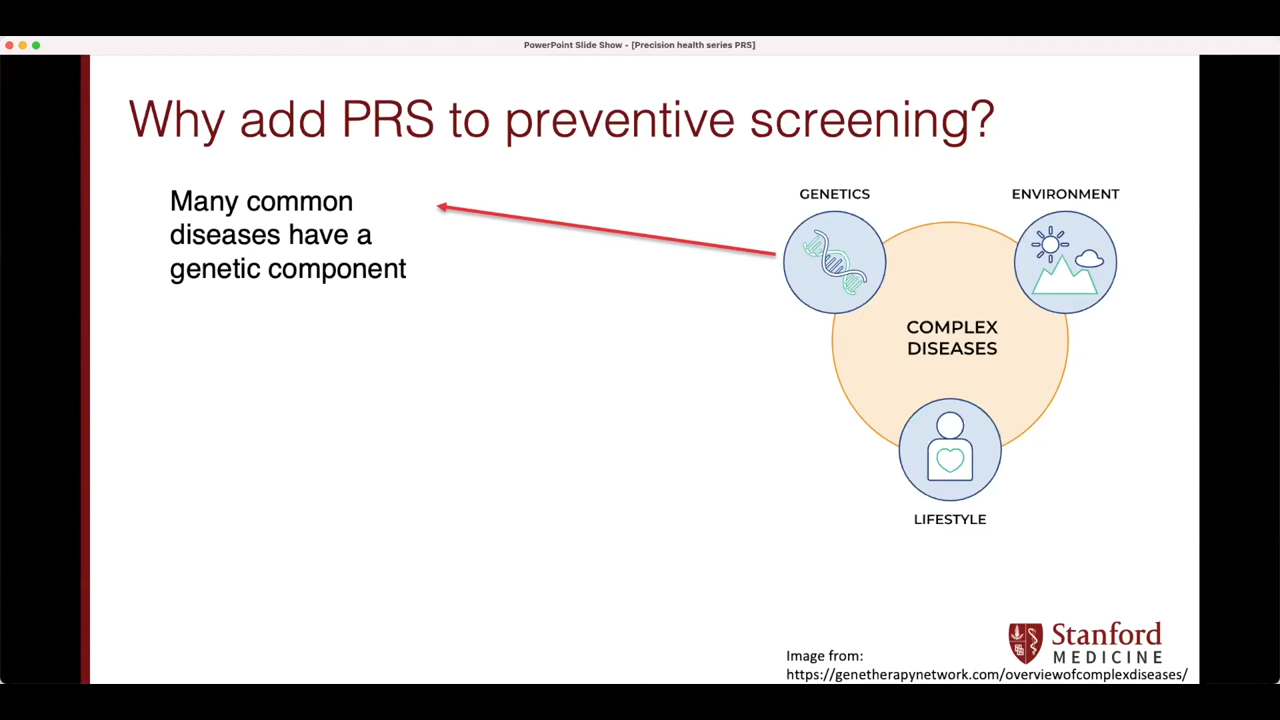 PowerPoint Slide Show - [Precision health series PRS]
Why add PRS to preventive screening?
Many common
diseases have a
genetic component
GENETICS
ENVIRONMENT
COMPLEX
DISEASES
LIFESTYLE
Stanford
MEDICINE
Image from:
https://genetherapynetwork.com/overviewofcomplexdiseases/